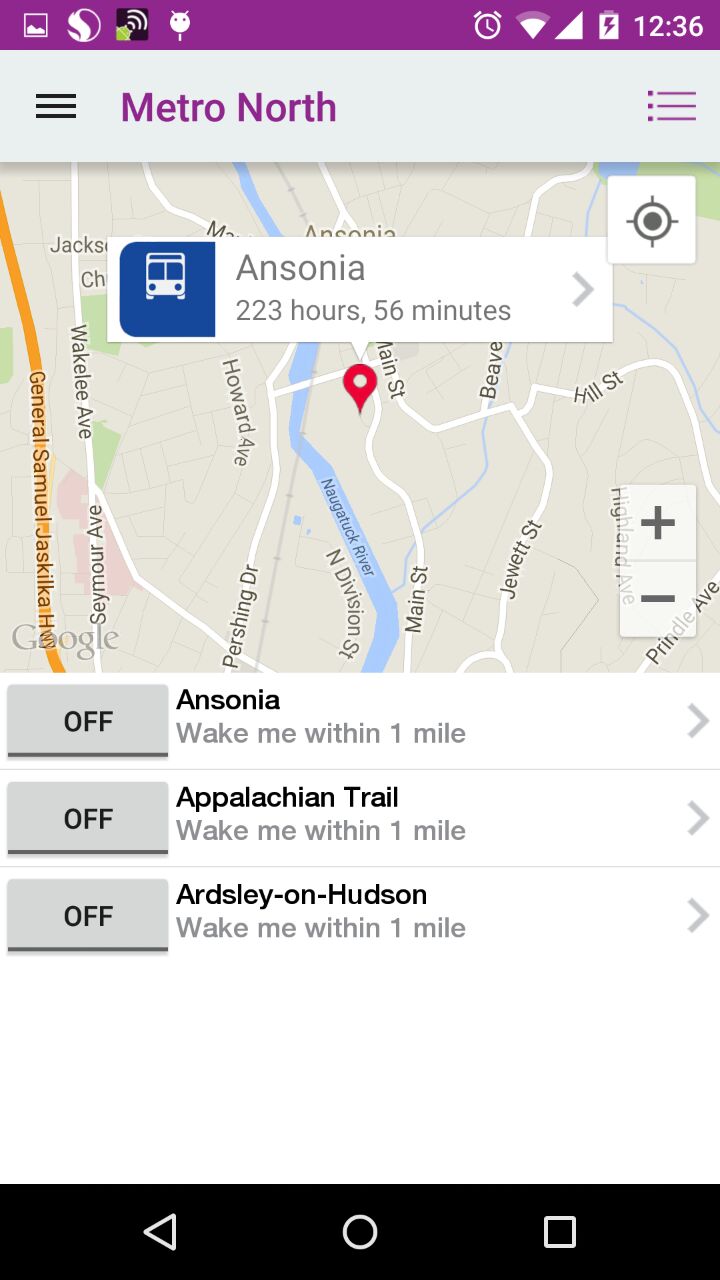 12:36
Metro North
Ansonia
Jackso
Ch
Ansonia
223 hours, 56 minutes
Main St
Beave
Hill St
Wakelee Ave
Howard Ave
General Samuel Jaskilka Hwy
Seymour Ave
Naugatuck River
N Division St
Pershing Dr
Main St
Jewett St
Highland Ave
Prindle Ave
+
−
Google
OFF
Ansonia
Wake me within 1 mile
OFF
Appalachian Trail
Wake me within 1 mile
OFF
Ardsley-on-Hudson
Wake me within 1 mile